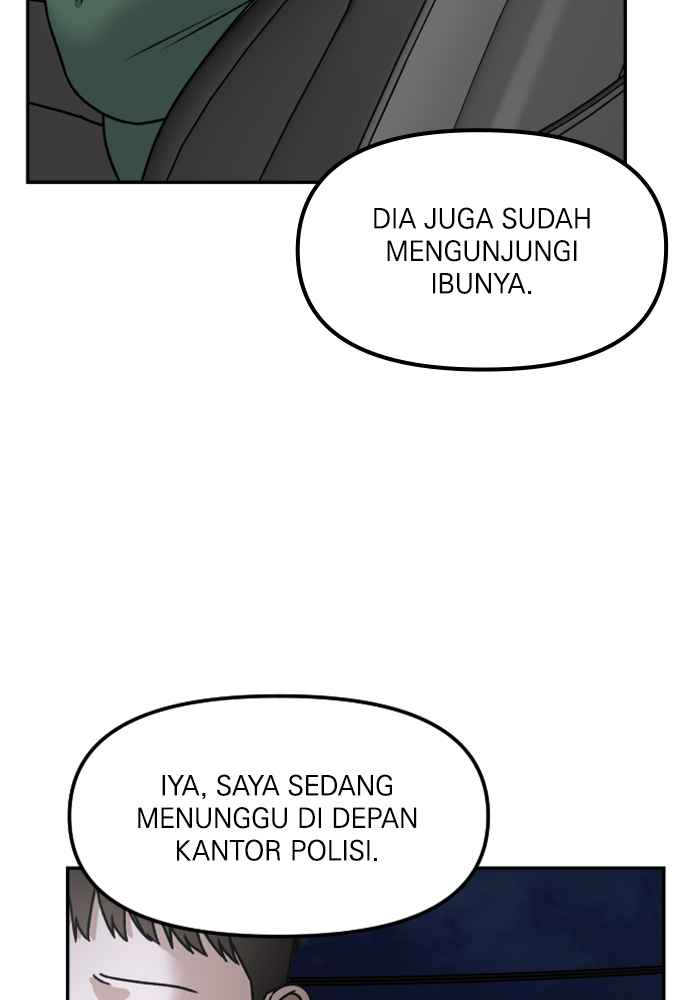 DIA JUGA SUDAH
MENGUNJUNGI
IBUNYA.
IYA, SAYA SEDANG
MENUNGGU DI DEPAN
KANTOR POLISI.